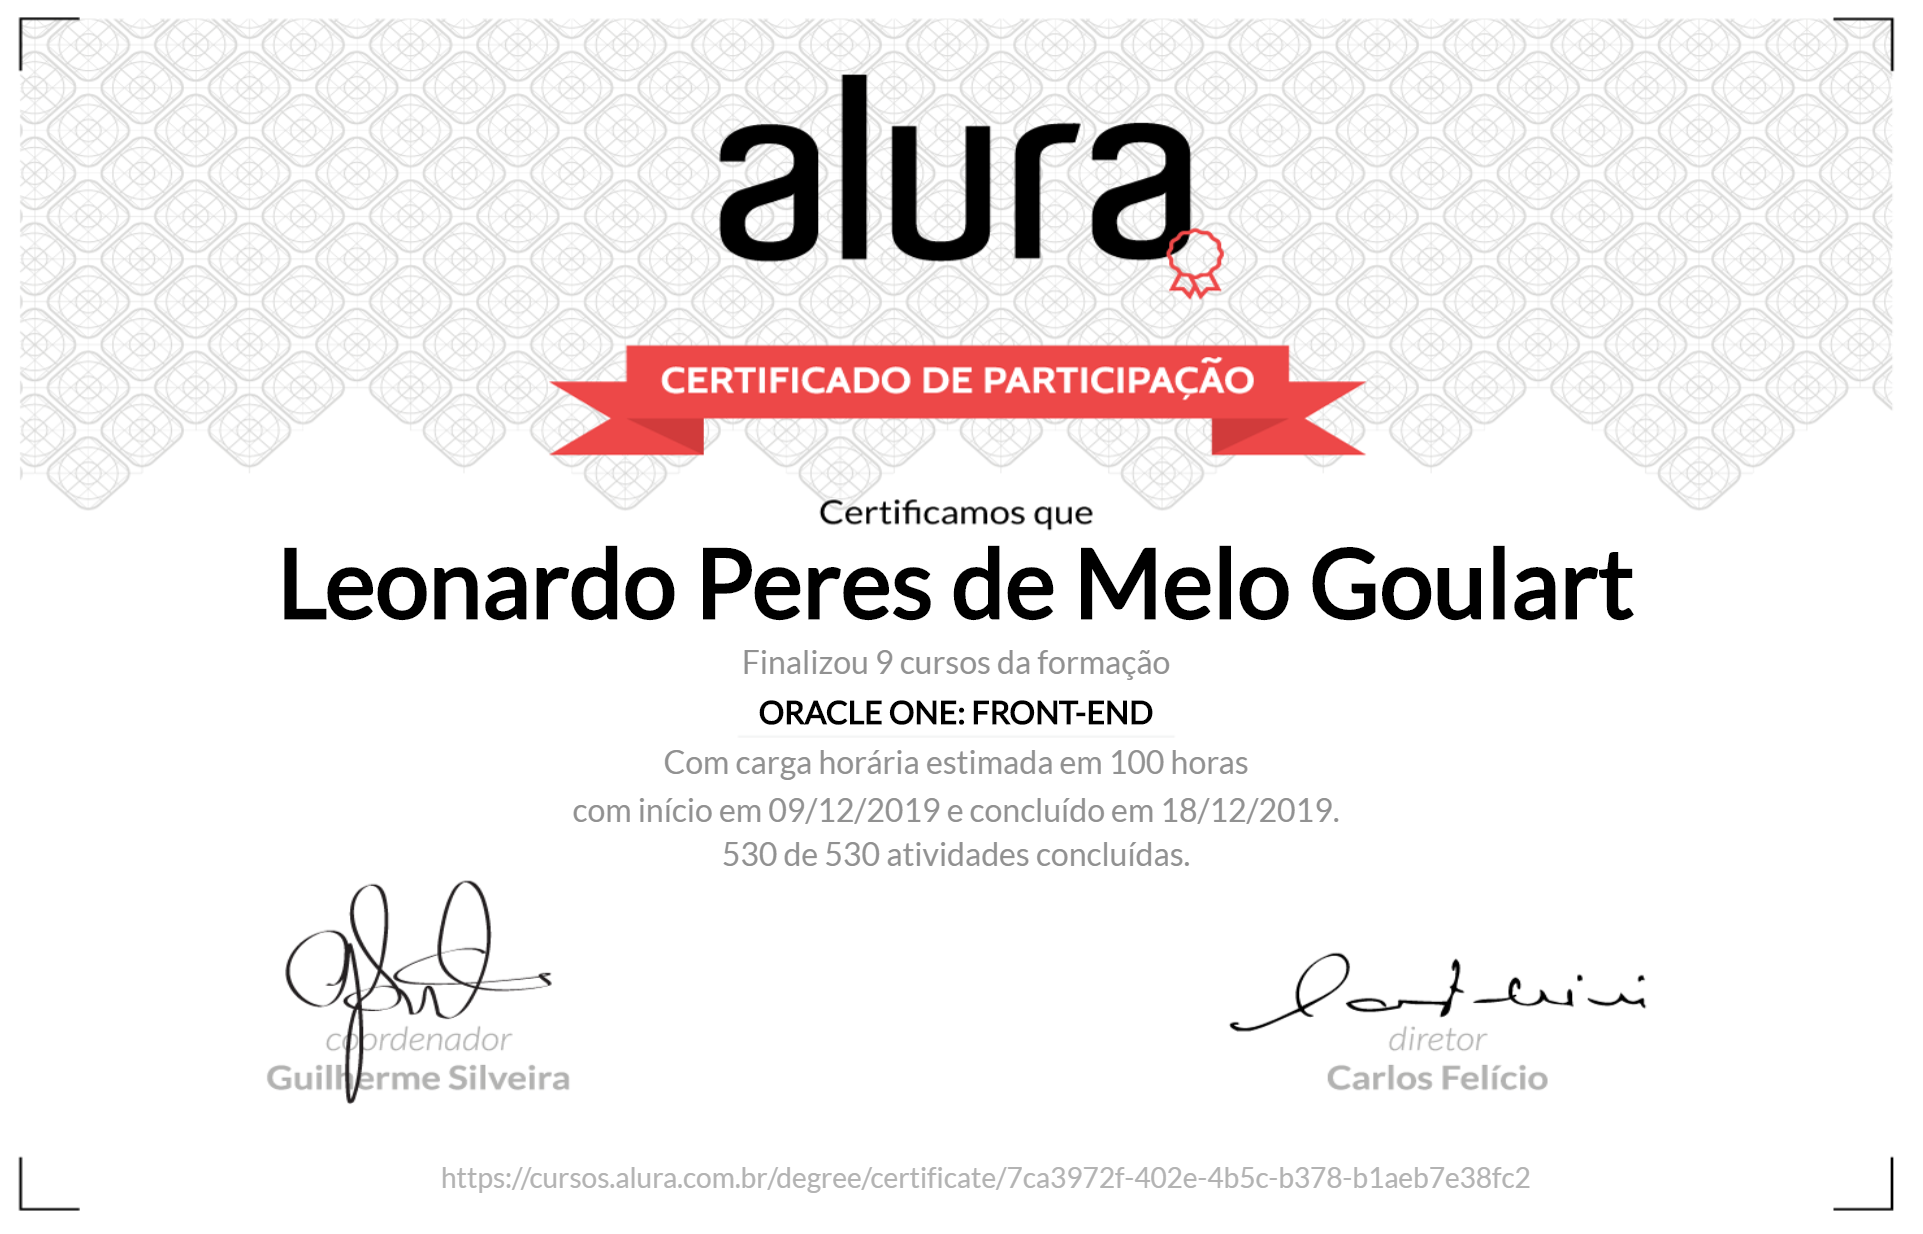 alura
CERTIFICADO DE PARTICIPAÇÃO
Certificamos que
Leonardo Peres de Melo Goulart
Finalizou 9 cursos da formação
ORACLE ONE: FRONT-END
Com carga horária estimada em 100 horas
com início em 09/12/2019 e concluído em 18/12/2019.
530 de 530 atividades concluídas.
coordenador
Guilherme Silveira
diretor
Carlos Felício
https://cursos.alura.com.br/degree/certificate/7ca3972f-402e-4b5c-b378-b1aeb7e38fc2